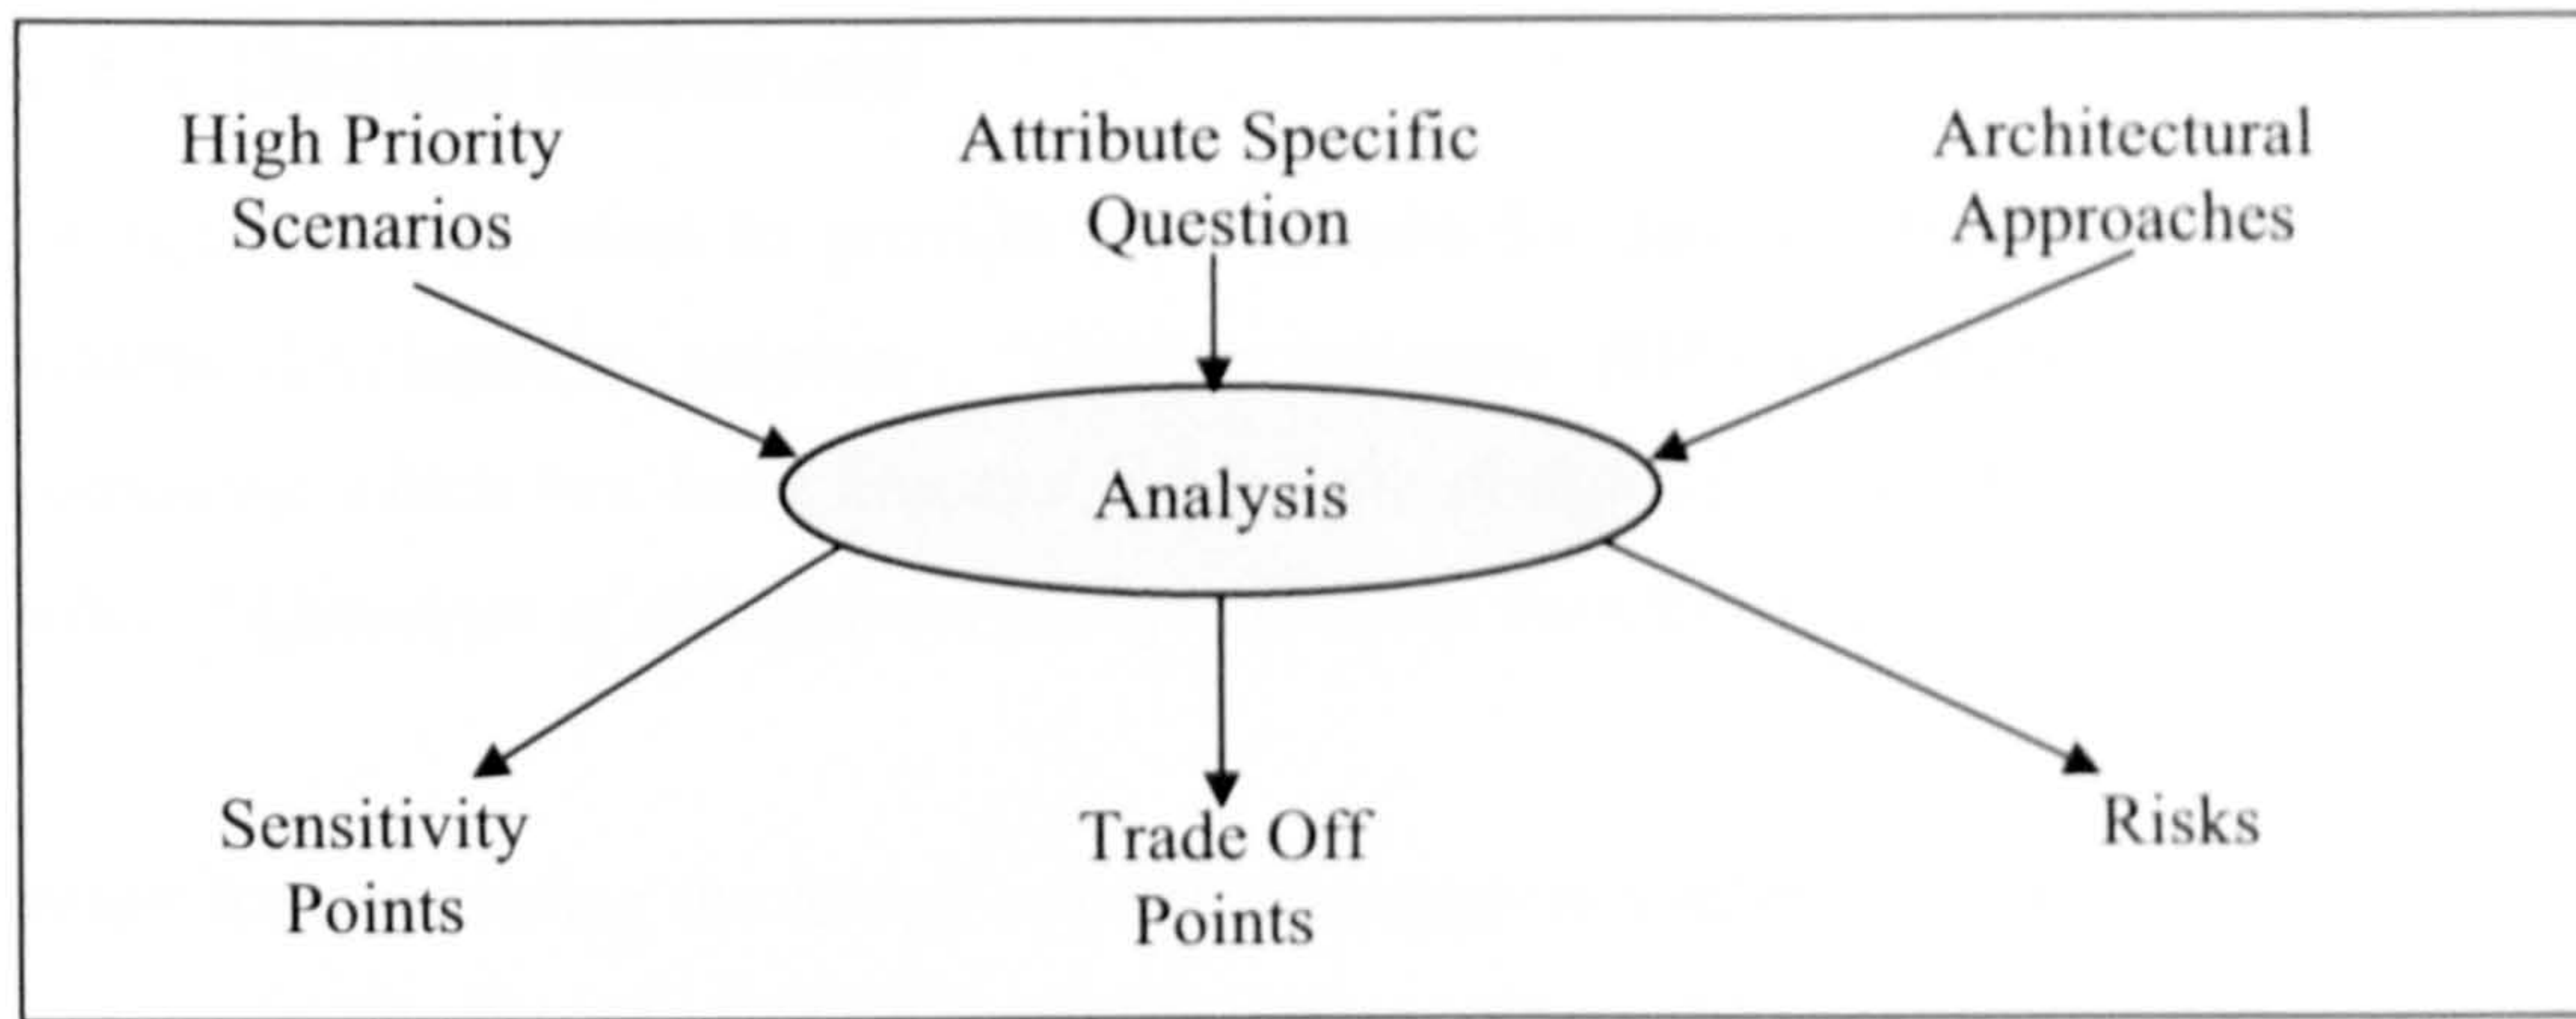 High Priority
Scenarios
Attribute Specific
Question
Architectural
Approaches
Analysis
Sensitivity
Points
Trade Off
Points
Risks